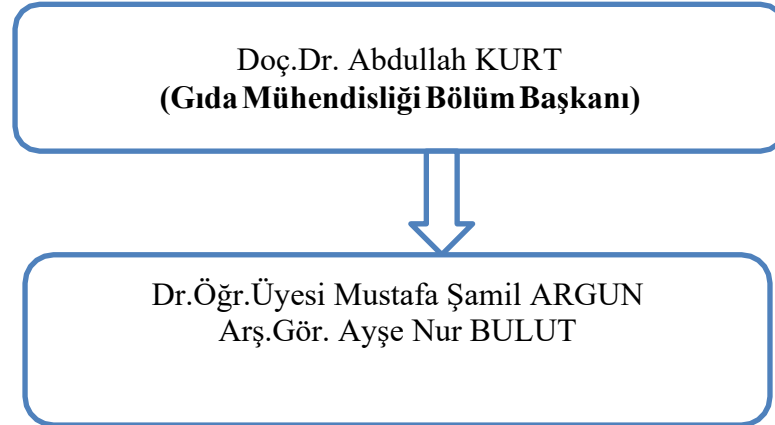 Doç.Dr. Abdullah KURT
(Gıda Mühendisliği Bölüm Başkanı)
Dr.Öğr.Üyesi Mustafa Şamil ARGUN
Arş.Gör. Ayşe Nur BULUT